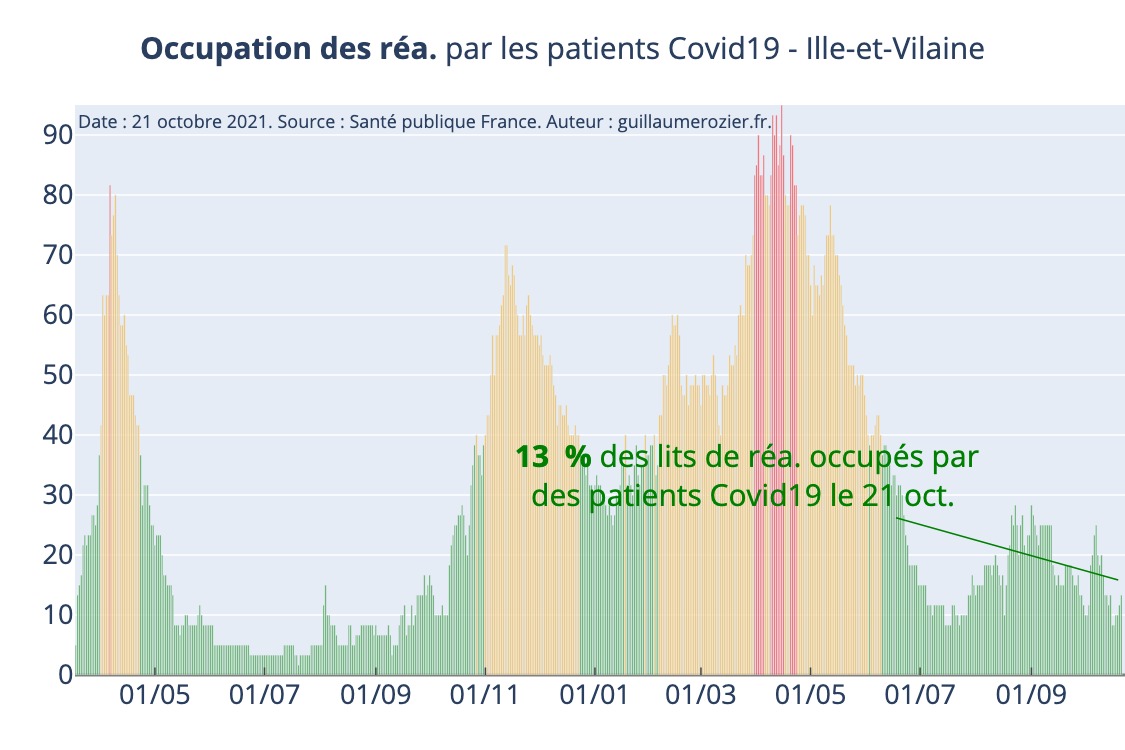 Occupation des réa. par les patients Covid19 - Ille-et-Vilaine
Date : 21 octobre 2021. Source : Santé publique France. Auteur : guillaumerozier.fr.
90
80
70
60
50
40
30
20
10
0
13 % des lits de réa. occupés par
des patients Covid19 le 21 oct.
01/05 01/07 01/09 01/11 01/01 01/03 01/05 01/07 01/09